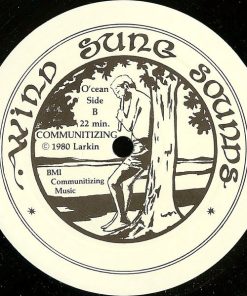 WIND SUNG SOUNDS
O'cean
Side
B
22 min.
COMMUNITIZING
© 1980 Larkin
BMI
Communitizing
Music